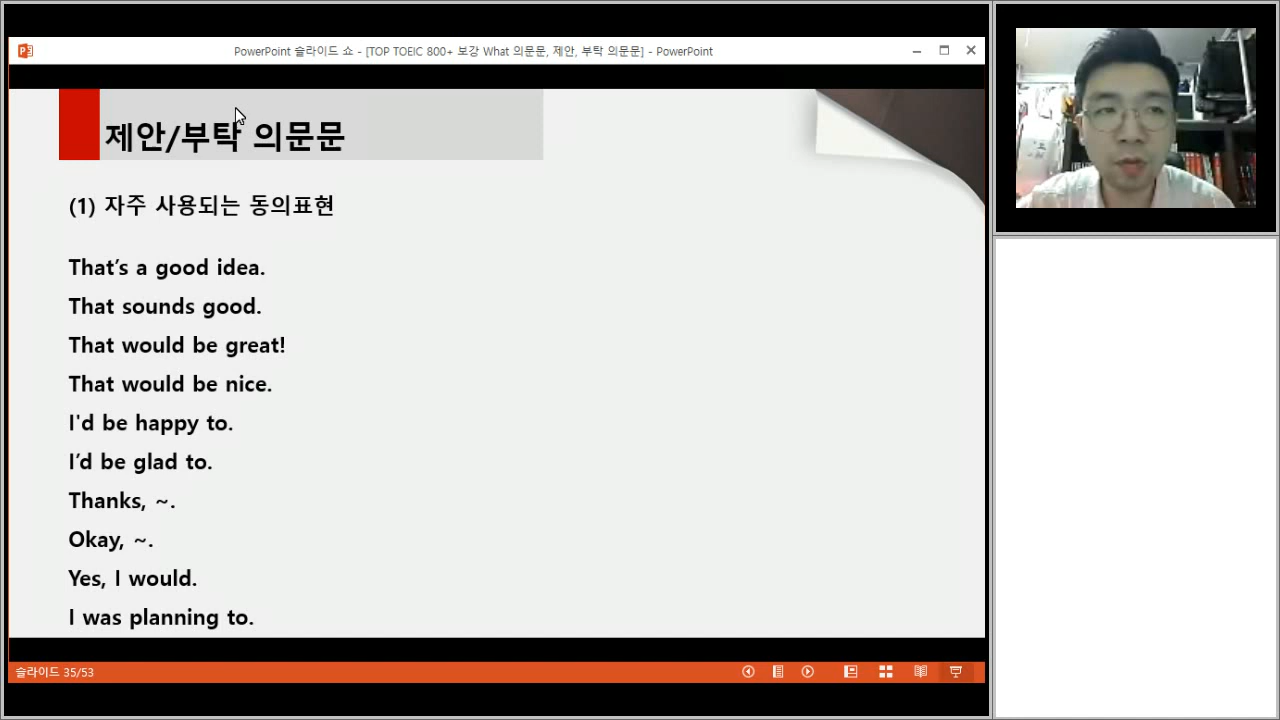 PowerPoint 슬라이드 쇼 - [TOP TOEIC 800+ 보강 What 의문문, 제안, 부탁 의문문] - PowerPoint
제안/부탁 의문문
(1) 자주 사용되는 동의표현
That’s a good idea.
That sounds good.
That would be great!
That would be nice.
I'd be happy to.
I’d be glad to.
Thanks, ~.
Okay, ~.
Yes, I would.
I was planning to.
슬라이드 35/53